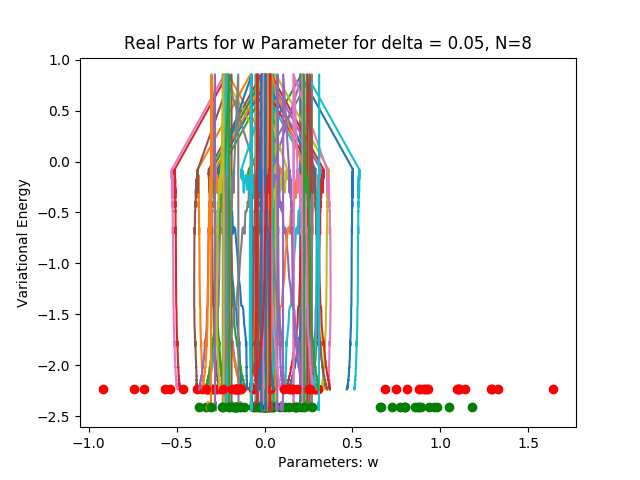 Real Parts for w Parameter for delta = 0.05, N=8
1.0
0.5
0.0
−0.5
−1.0
−1.5
−2.0
−2.5
Variational Energy
−1.0 −0.5 0.0 0.5 1.0 1.5
Parameters: w